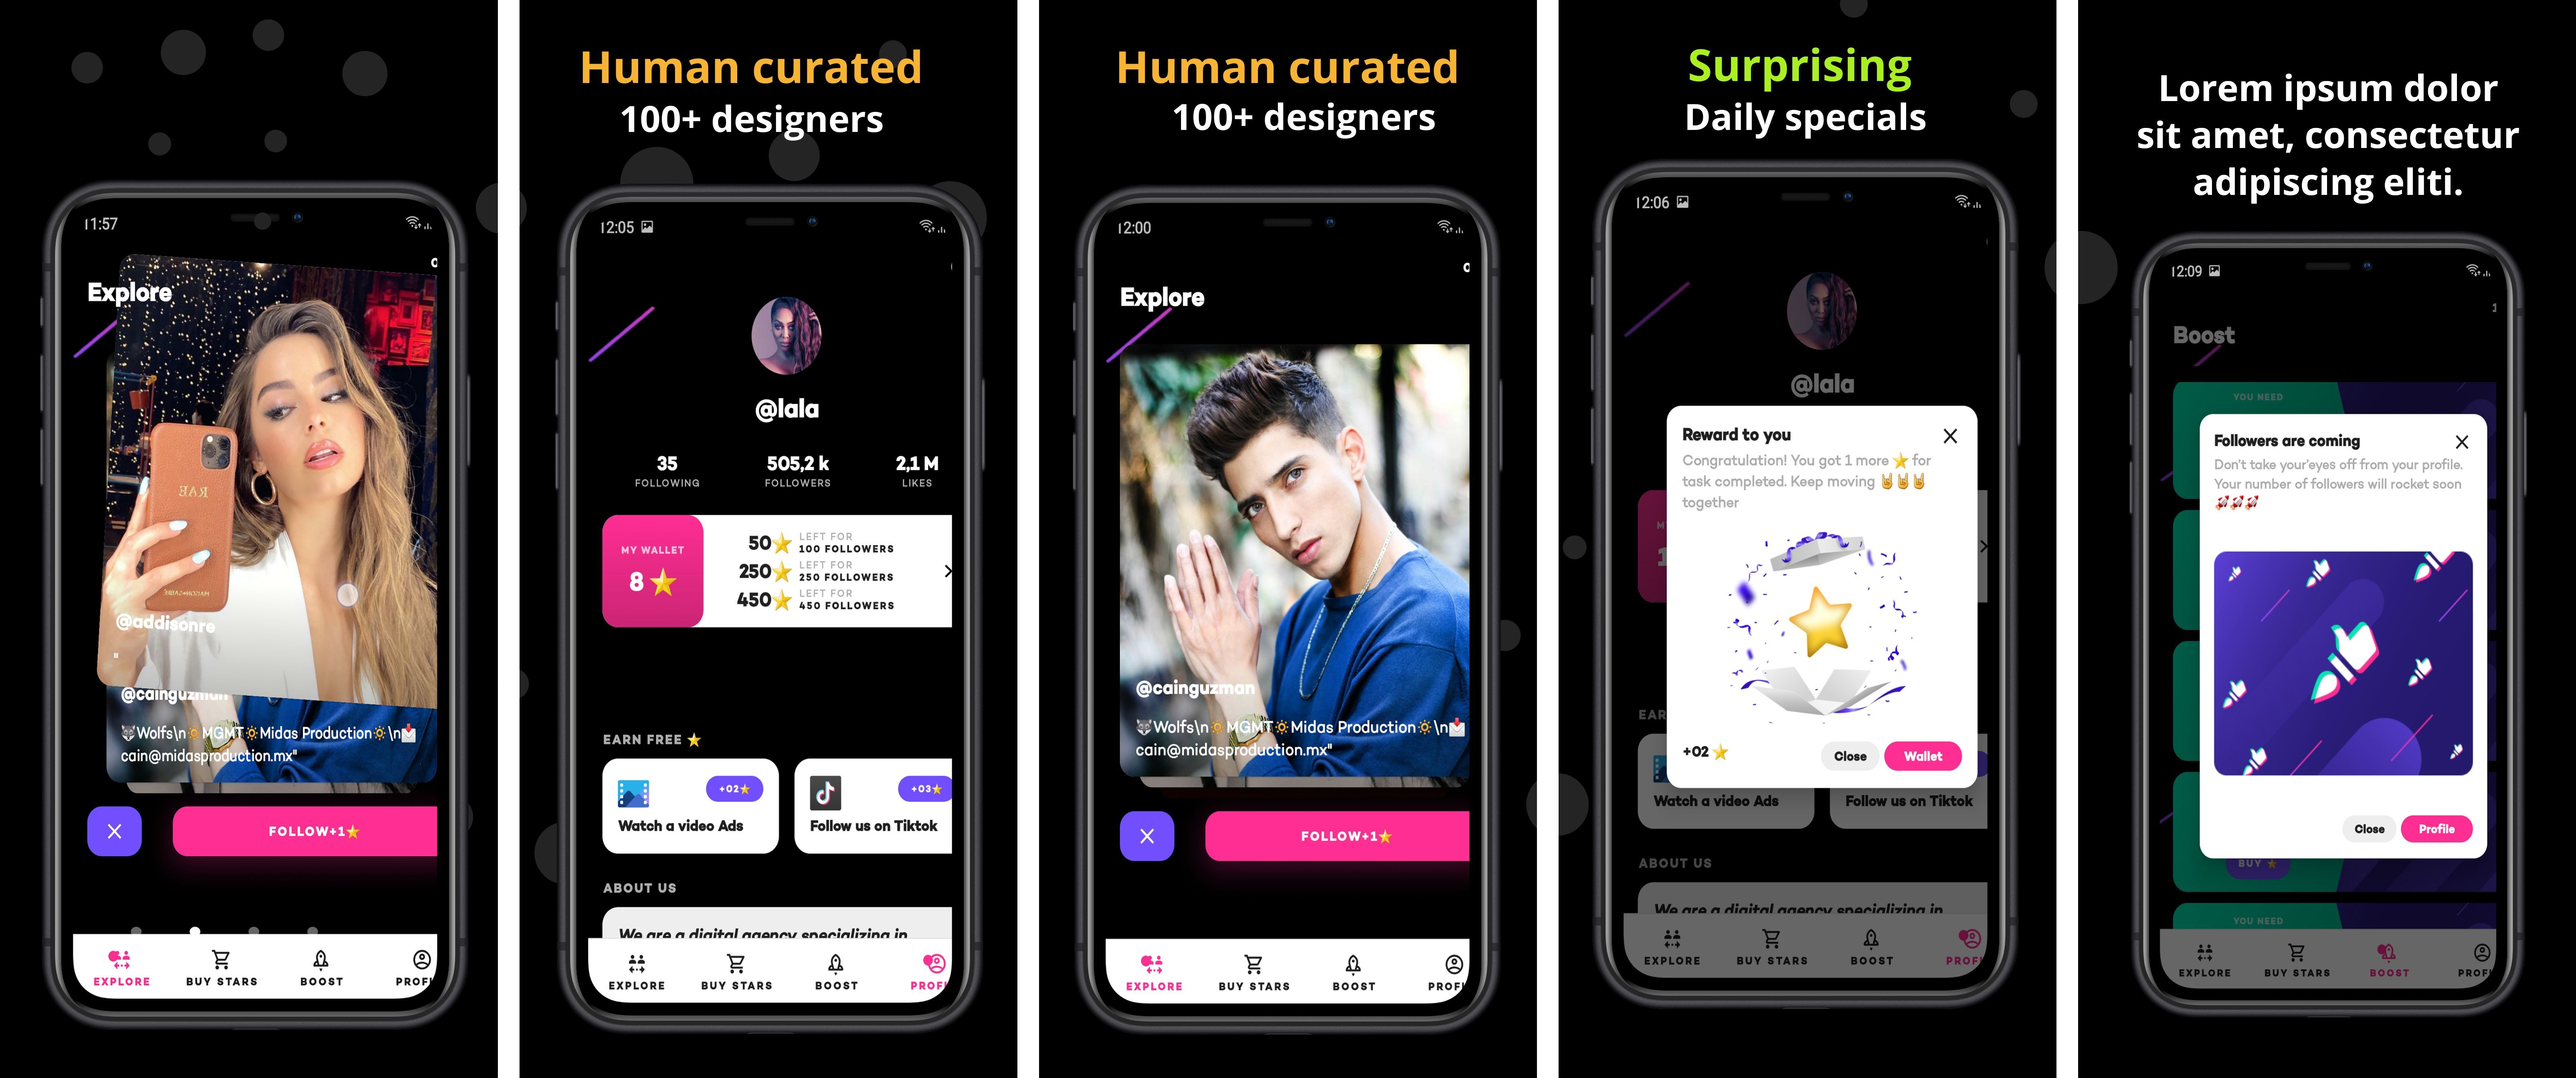 11:57
Explore
RAE
@addisonre
"
@cainguzman
🐺Wolfs\n🔅MGMT🔅Midas Production🔅\n📩
cain@midasproduction.mx"
FOLLOW+1⭐
EXPLORE
BUY STARS
BOOST
Human curated
100+ designers
12:05
@lala
35
FOLLOWING
505,2 k
FOLLOWERS
2,1 M
LIKES
MY WALLET
8 ⭐
50⭐ LEFT FOR
100 FOLLOWERS
250⭐ LEFT FOR
250 FOLLOWERS
450⭐ LEFT FOR
450 FOLLOWERS
EARN FREE ⭐
+02⭐
Watch a video Ads
+03⭐
Follow us on Tiktok
ABOUT US
We are a digital agency specializing in
EXPLORE
BUY STARS
BOOST
Human curated
100+ designers
12:00
Explore
@cainguzman
🐺Wolfs\n🔅MGMT🔅Midas Production🔅\n📩
cain@midasproduction.mx"
FOLLOW+1⭐
EXPLORE
BUY STARS
BOOST
Surprising
Daily specials
12:06
@lala
Reward to you
Congratulation! You got 1 more ⭐ for
task completed. Keep moving 🤘🤘🤘
together
+02 ⭐
Close
Wallet
Watch a video Ads
Follow us on Tiktok
ABOUT US
We are a digital agency specializing in
EXPLORE
BUY STARS
BOOST
Lorem ipsum dolor
sit amet, consectetur
adipiscing eliti.
12:09
Boost
YOU NEED
Followers are coming
Don't take your'eyes off from your profile.
Your number of followers will rocket soon
🚀🚀🚀
Close
Profile
BUY ⭐
YOU NEED
EXPLORE
BUY STARS
BOOST